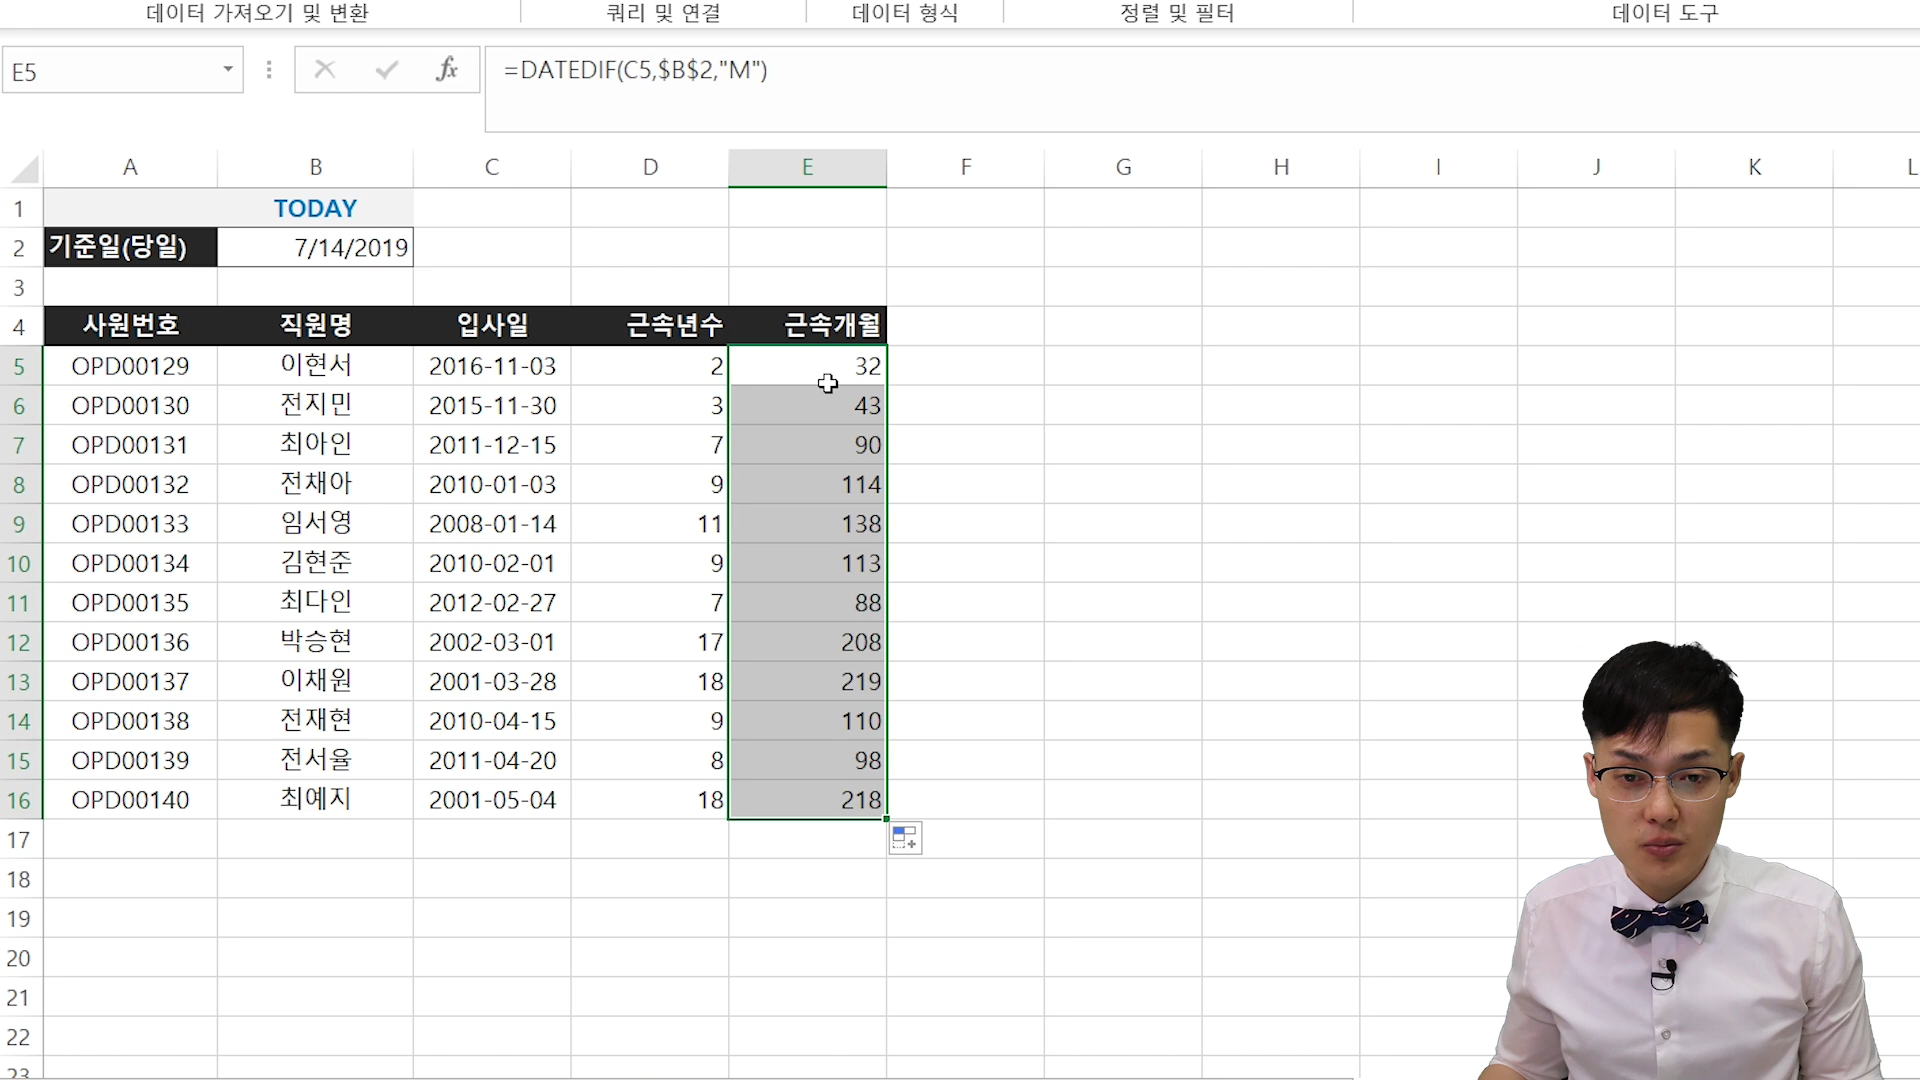 데이터 가져오기 및 변환 쿼리 및 연결 데이터 형식 정렬 및 필터 데이터 도구
E5 fx =DATEDIF(C5,$B$2,"M")
A B C D E F G H I J K L
1 TODAY
2 기준일(당일) 7/14/2019
3
4 사원번호 직원명 입사일 근속년수 근속개월
5 OPD00129 이현서 2016-11-03 2 32
6 OPD00130 전지민 2015-11-30 3 43
7 OPD00131 최아인 2011-12-15 7 90
8 OPD00132 전채아 2010-01-03 9 114
9 OPD00133 임서영 2008-01-14 11 138
10 OPD00134 김현준 2010-02-01 9 113
11 OPD00135 최다인 2012-02-27 7 88
12 OPD00136 박승현 2002-03-01 17 208
13 OPD00137 이채원 2001-03-28 18 219
14 OPD00138 전재현 2010-04-15 9 110
15 OPD00139 전서율 2011-04-20 8 98
16 OPD00140 최예지 2001-05-04 18 218
17
18
19
20
21
22
23